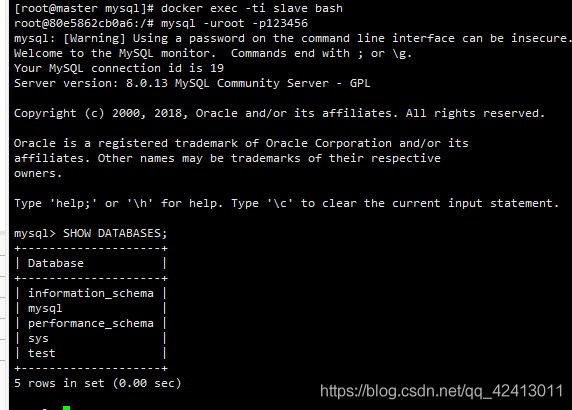 [root@master mysql]# docker exec -ti slave bash
root@80e5862cb0a6:/# mysql -uroot -p123456
mysql: [Warning] Using a password on the command line interface can be insecure.
Welcome to the MySQL monitor.  Commands end with ; or \g.
Your MySQL connection id is 19
Server version: 8.0.13 MySQL Community Server - GPL

Copyright (c) 2000, 2018, Oracle and/or its affiliates. All rights reserved.

Oracle is a registered trademark of Oracle Corporation and/or its
affiliates. Other names may be trademarks of their respective
owners.

Type 'help;' or '\h' for help. Type '\c' to clear the current input statement.

mysql> SHOW DATABASES;
+--------------------+
| Database           |
+--------------------+
| information_schema |
| mysql              |
| performance_schema |
| sys                |
| test               |
+--------------------+
5 rows in set (0.00 sec)
https://blog.csdn.net/qq_42413011